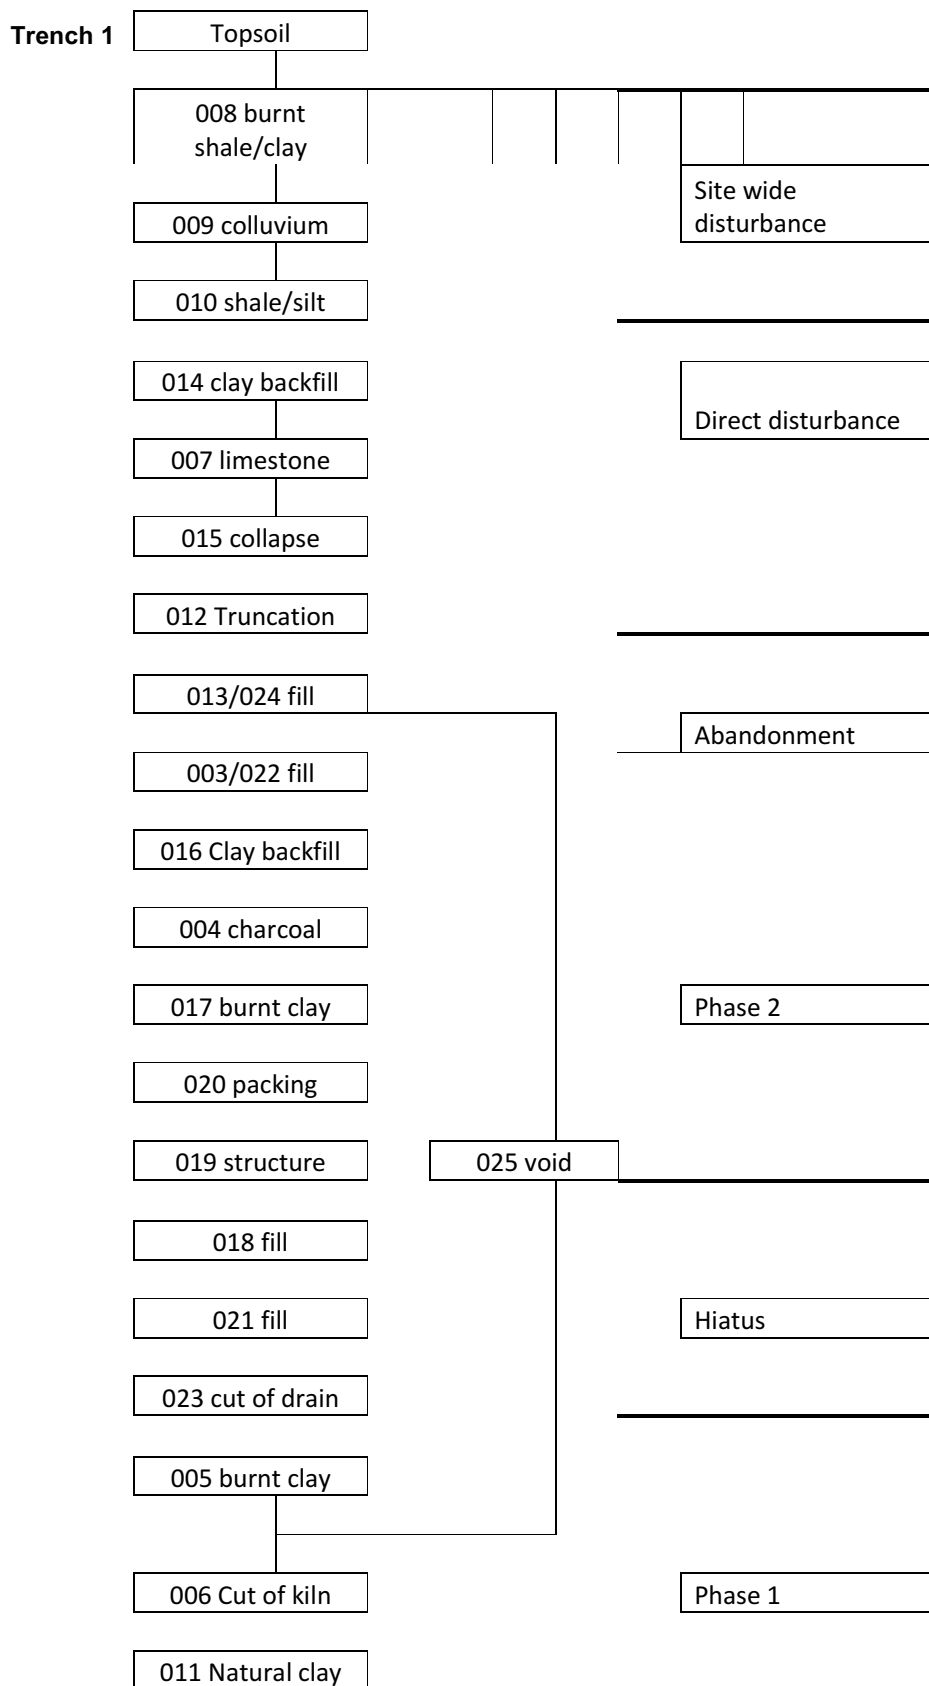 Trench 1
Topsoil
008 burnt
shale/clay
Site wide
disturbance
009 colluvium
010 shale/silt
014 clay backfill
Direct disturbance
007 limestone
015 collapse
012 Truncation
013/024 fill
Abandonment
003/022 fill
016 Clay backfill
004 charcoal
017 burnt clay
Phase 2
020 packing
019 structure
025 void
018 fill
021 fill
Hiatus
023 cut of drain
005 burnt clay
006 Cut of kiln
Phase 1
011 Natural clay